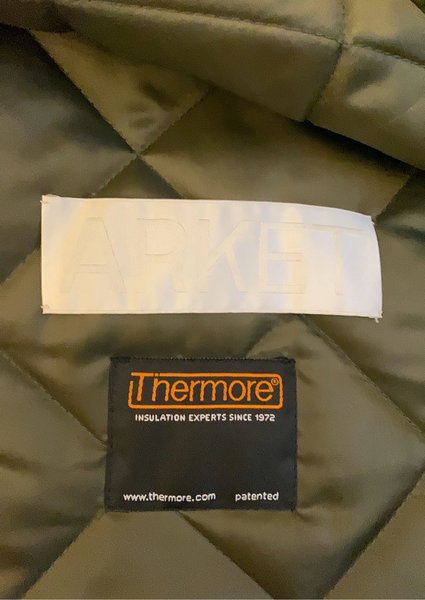 ARKET
Thermore®
INSULATION EXPERTS SINCE 1972
www.thermore.com patented